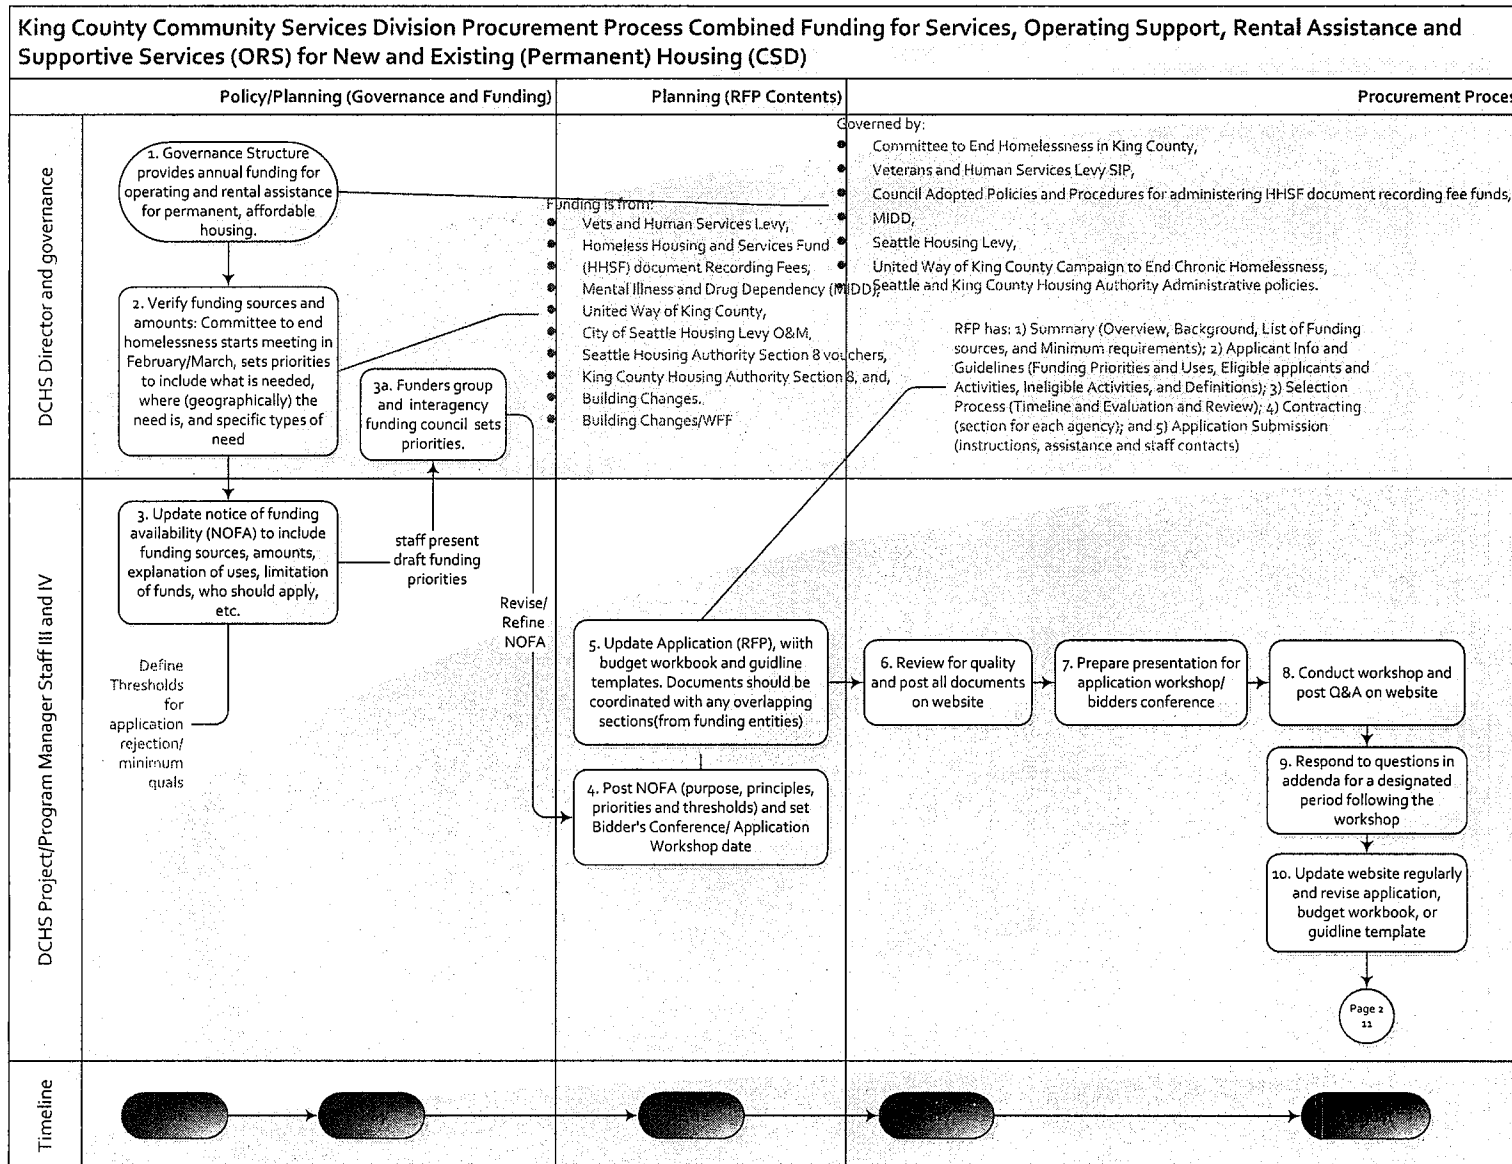 King County Community Services Division Procurement Process Combined Funding for Services, Operating Support, Rental Assistance and
Supportive Services (ORS) for New and Existing (Permanent) Housing (CSD)
Policy/Planning (Governance and Funding)
Planning (RFP Contents)
Procurement Proces
DCHS Director and governance
1. Governance Structure
provides annual funding for
operating and rental assistance
for permanent, affordable
housing.
2. Verify funding sources and
amounts: Committee to end
homelessness starts meeting in
February/March, sets priorities
to include what is needed,
where (geographically) the
need is, and specific types of
need
3a. Funders group
and interagency
funding council sets
priorities.
Funding is from:
Vets and Human Services Levy,
Homeless Housing and Services Fund
(HHSF) document Recording Fees,
Mental Illness and Drug Dependency (MIDD),
United Way of King County,
City of Seattle Housing Levy O&M,
Seattle Housing Authority Section 8 vouchers,
King County Housing Authority Section 8, and,
Building Changes.
Building Changes/WFF
Governed by:
Committee to End Homelessness in King County,
Veterans and Human Services Levy SIP,
Council Adopted Policies and Procedures for administering HHSF document recording fee funds,
MIDD,
Seattle Housing Levy,
United Way of King County Campaign to End Chronic Homelessness,
Seattle and King County Housing Authority Administrative policies.
RFP has: 1) Summary (Overview, Background, List of Funding
sources, and Minimum requirements); 2) Applicant Info and
Guidelines (Funding Priorities and Uses, Eligible applicants and
Activities, Ineligible Activities, and Definitions); 3) Selection
Process (Timeline and Evaluation and Review); 4) Contracting
(section for each agency); and 5) Application Submission
(instructions, assistance and staff contacts)
DCHS Project/Program Manager Staff III and IV
3. Update notice of funding
availability (NOFA) to include
funding sources, amounts,
explanation of uses, limitation
of funds, who should apply,
etc.
staff present
draft funding
priorities
Define
Thresholds
for
application
rejection/
minimum
quals
Revise/
Refine
NOFA
5. Update Application (RFP), wiith
budget workbook and guidline
templates. Documents should be
coordinated with any overlapping
sections(from funding entities)
4. Post NOFA (purpose, principles,
priorities and thresholds) and set
Bidder's Conference/ Application
Workshop date
6. Review for quality
and post all documents
on website
7. Prepare presentation for
application workshop/
bidders conference
8. Conduct workshop and
post Q&A on website
9. Respond to questions in
addenda for a designated
period following the
workshop
10. Update website regularly
and revise application,
budget workbook, or
guidline template
Page 2
11
Timeline